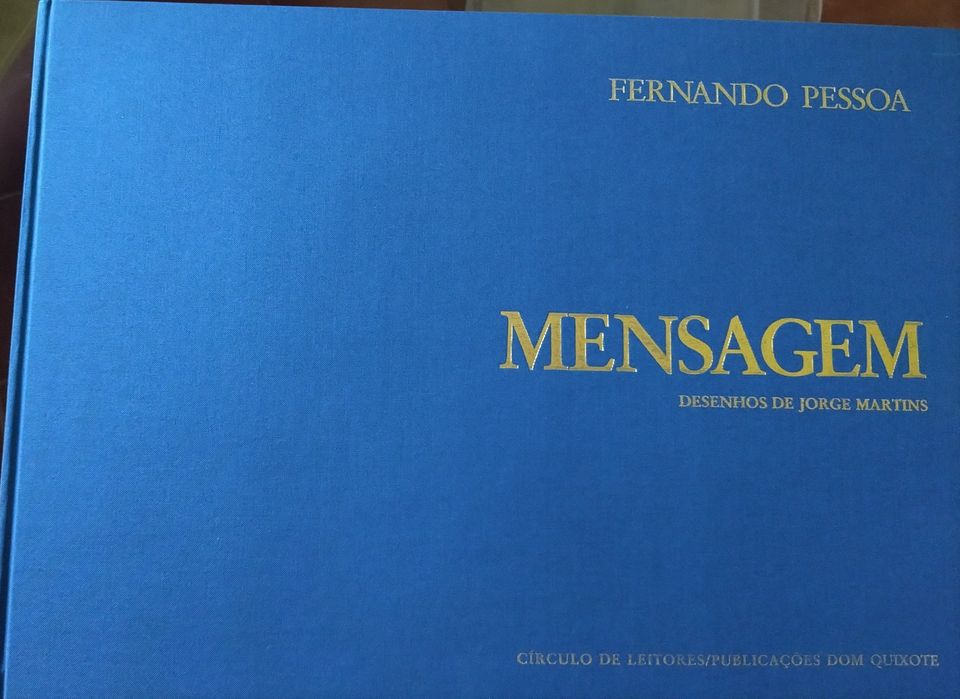 FERNANDO PESSOA
MENSAGEM
DESENHOS DE JORGE MARTINS
CÍRCULO DE LEITORES/PUBLICAÇÕES DOM QUIXOTE